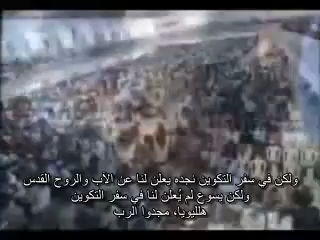 ولكن في سفر التكوين نجده يعلن لنا عن الآب والروح القدس
ولكن يسوع لم يُعلن لنا في سفر التكوين
هلليويا، مجدوا الرب